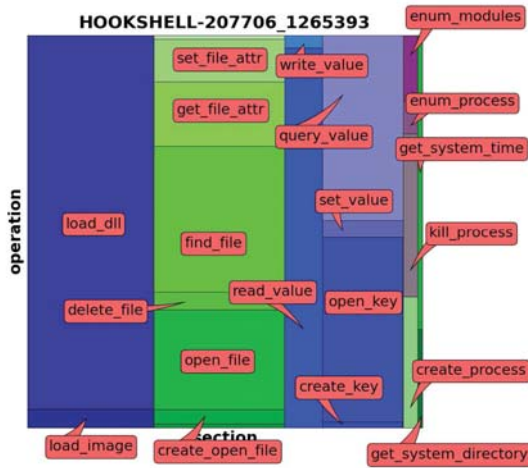 HOOKSHELL-207706_1265393
enum_modules
set_file_attr
write_value
get_file_attr
enum_process
query_value
get_system_time
operation
load_dll
set_value
find_file
kill_process
read_value
delete_file
open_key
open_file
create_process
create_key
section
load_image
create_open_file
get_system_directory